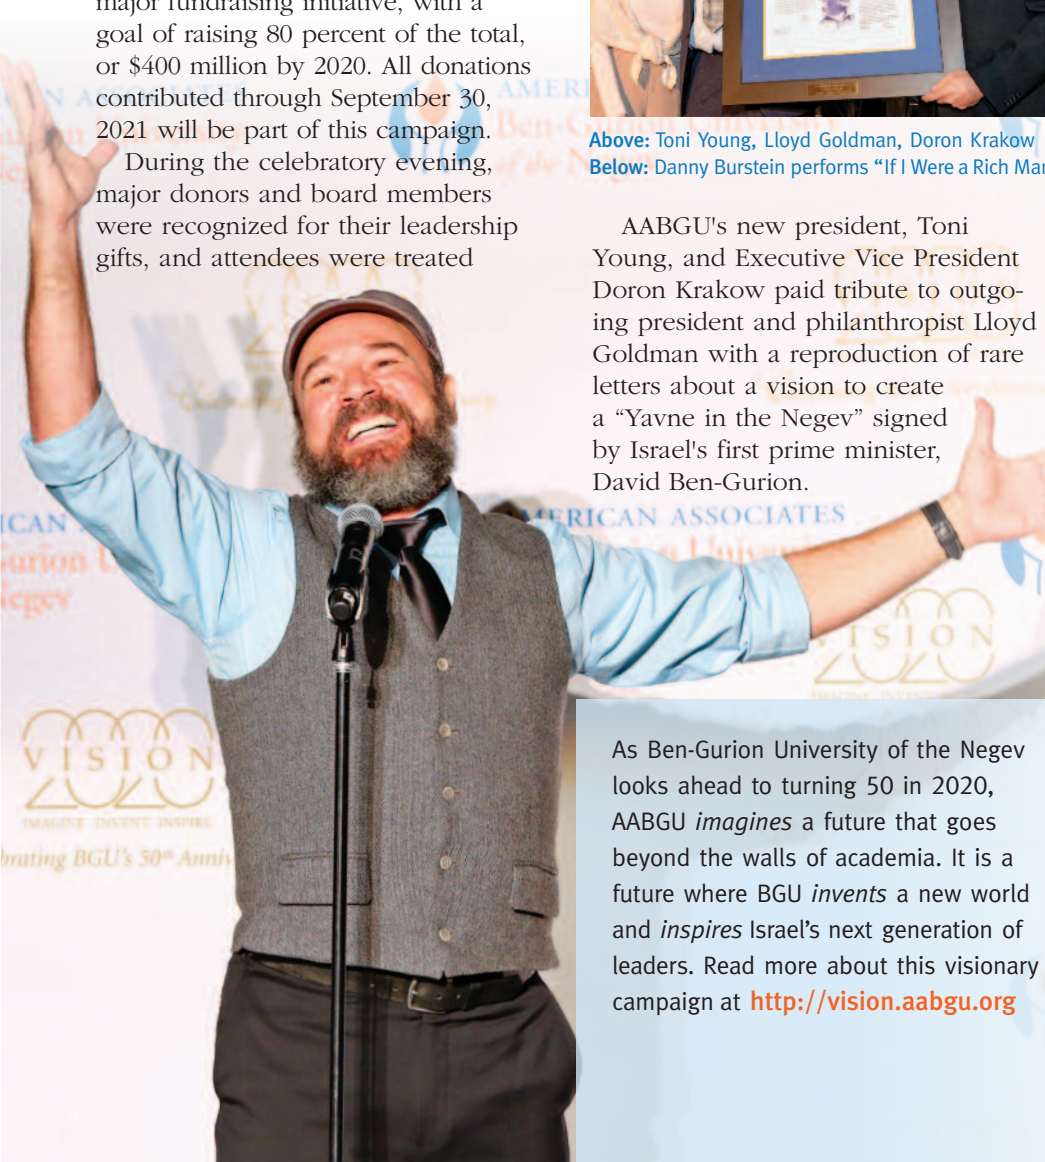 major fundraising initiative, with a
goal of raising 80 percent of the total,
or $400 million by 2020. All donations
contributed through September 30,
2021 will be part of this campaign.
During the celebratory evening,
major donors and board members
were recognized for their leadership
gifts, and attendees were treated
Above: Toni Young, Lloyd Goldman, Doron Krakow
Below: Danny Burstein performs “If I Were a Rich Man
AABGU's new president, Toni
Young, and Executive Vice President
Doron Krakow paid tribute to outgo-
ing president and philanthropist Lloyd
Goldman with a reproduction of rare
letters about a vision to create
a “Yavne in the Negev” signed
by Israel's first prime minister,
David Ben-Gurion.
AMERICAN ASSOCIATES
VISION
2020
VISION
2020
IMAGINE INVENT INSPIRE
brating BGU's 50th Anniv
As Ben-Gurion University of the Negev
looks ahead to turning 50 in 2020,
AABGU imagines a future that goes
beyond the walls of academia. It is a
future where BGU invents a new world
and inspires Israel’s next generation of
leaders. Read more about this visionary
campaign at http://vision.aabgu.org